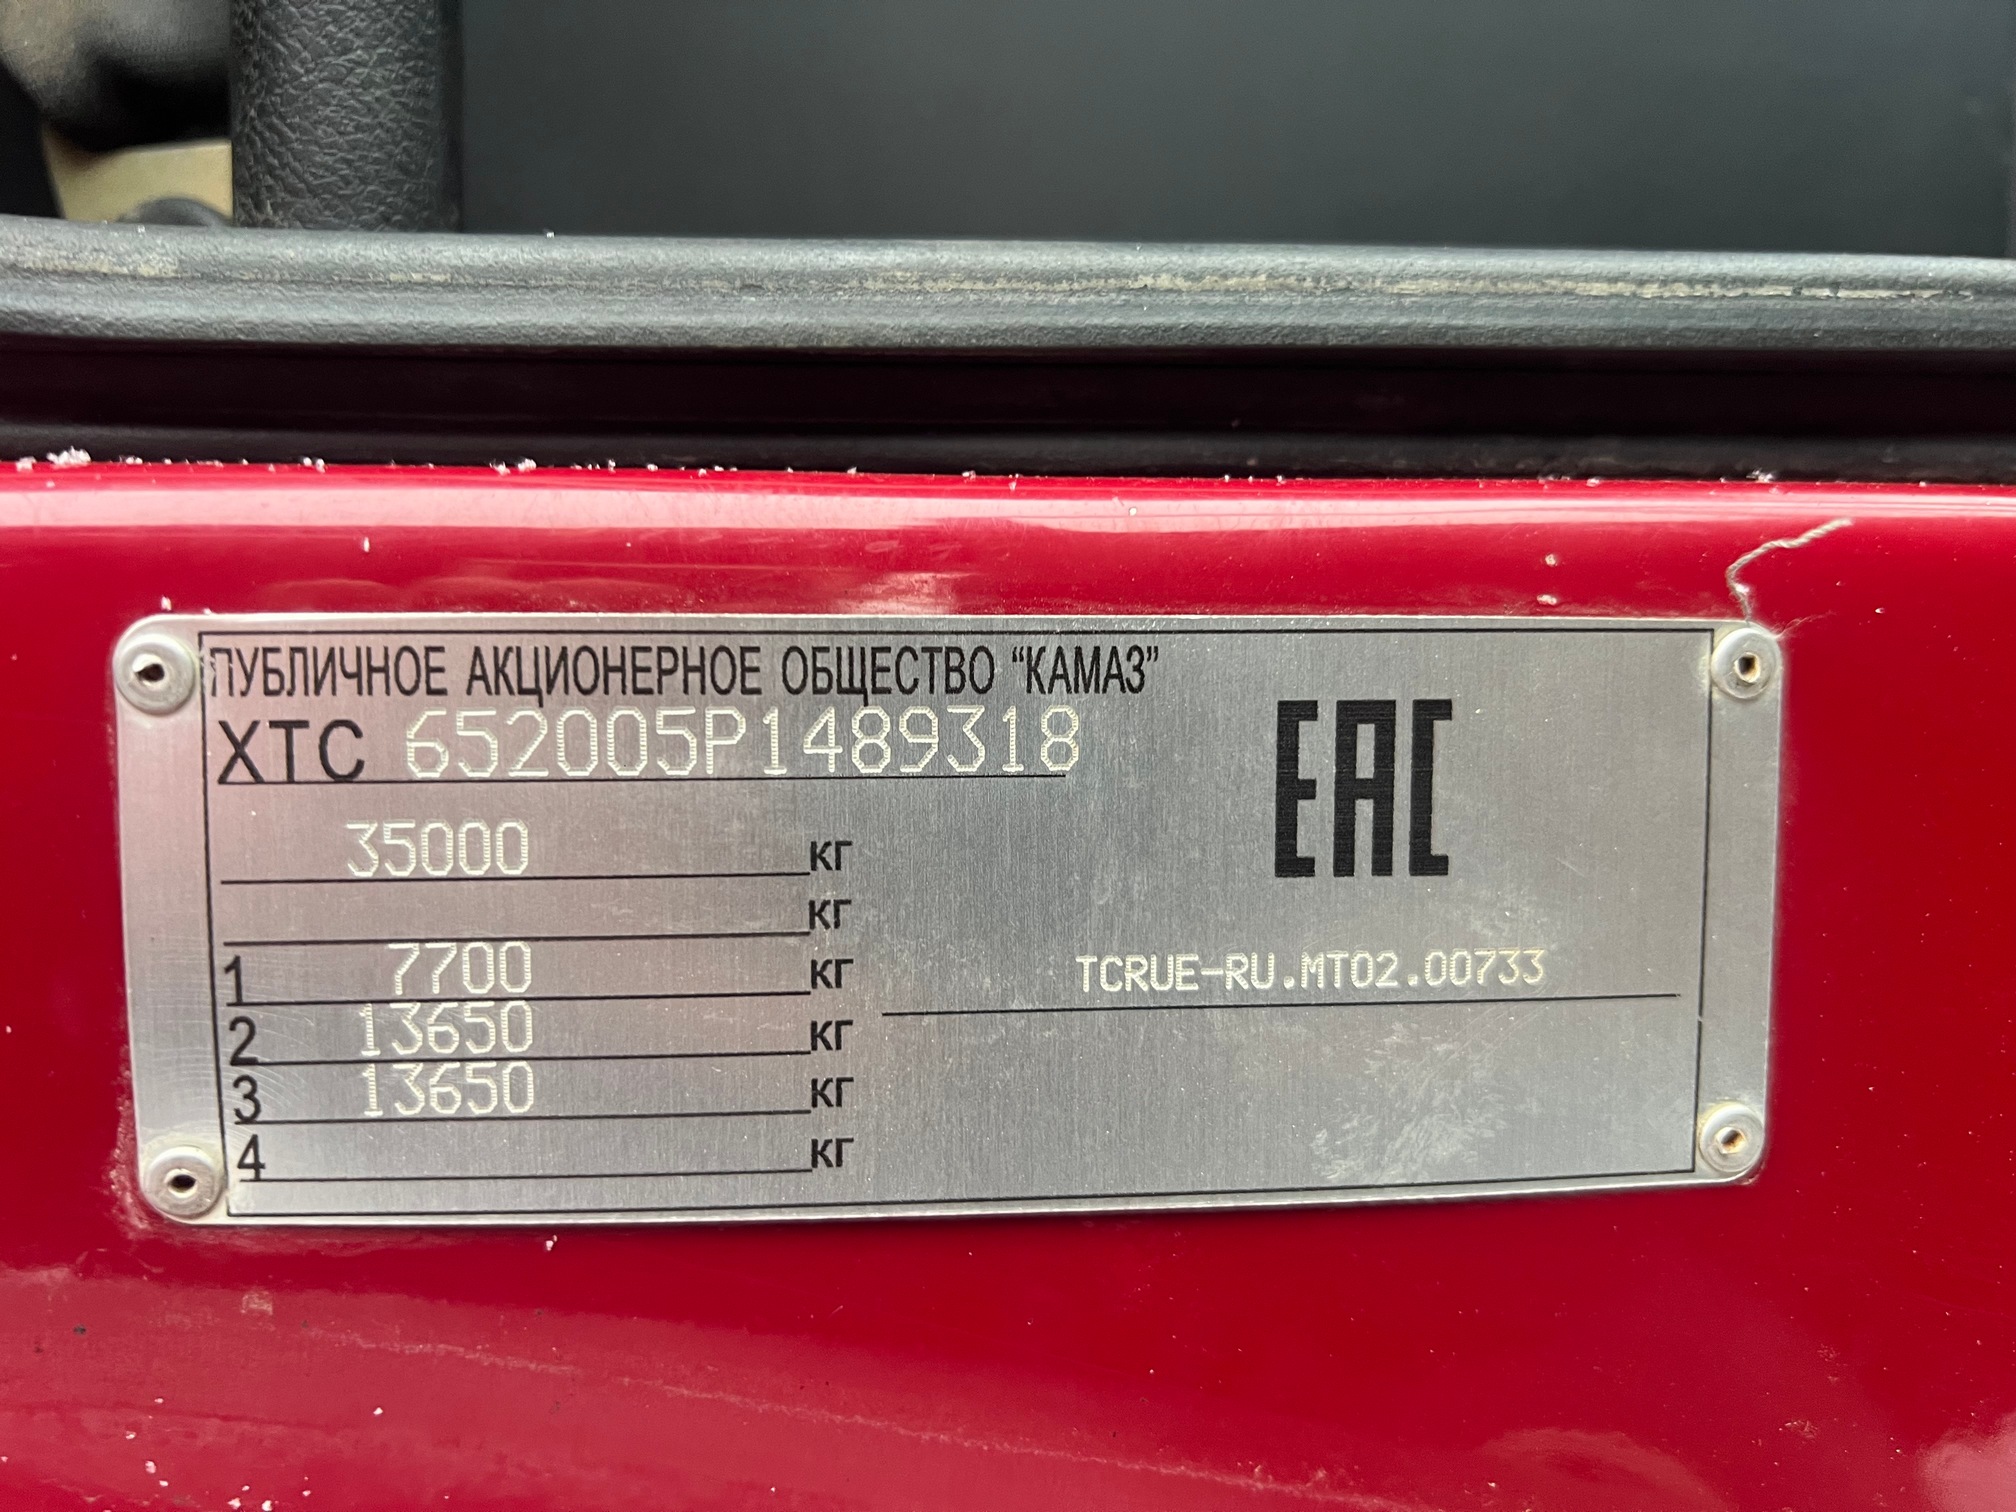 ПУБЛИЧНОЕ АКЦИОНЕРНОЕ ОБЩЕСТВО “КАМАЗ”
XTC 652005P1489318
EAC
35000 кг
кг
1 7700 кг
TCRUE-RU.MT02.00733
2 13650 кг
3 13650 кг
4 кг